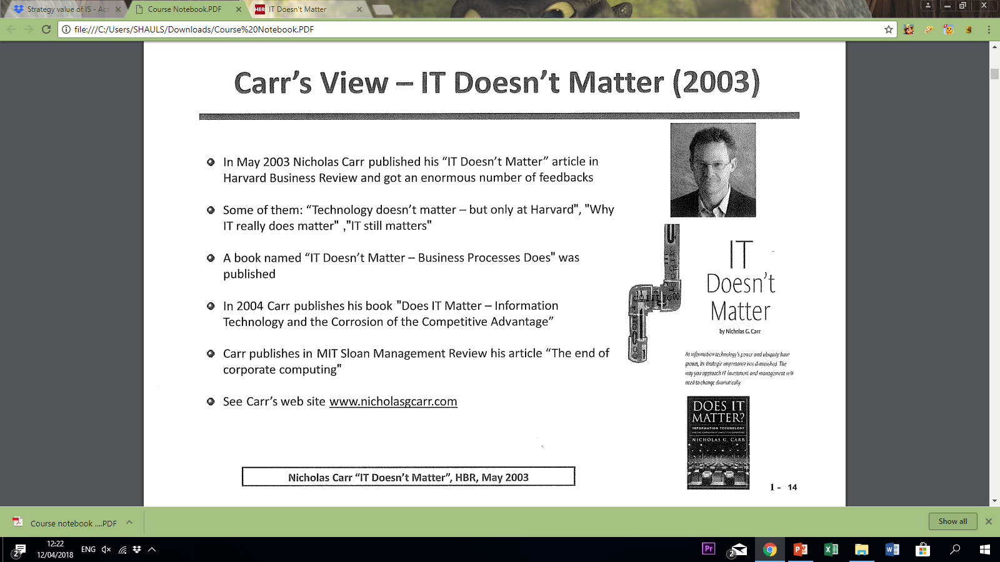 Strategy value of IS - Aca
Course Notebook.PDF
HBR IT Doesn't Matter
file:///C:/Users/SHAULS/Downloads/Course%20Notebook.PDF
Carr's View – IT Doesn't Matter (2003)
In May 2003 Nicholas Carr published his “IT Doesn't Matter” article in
Harvard Business Review and got an enormous number of feedbacks
Some of them: “Technology doesn't matter – but only at Harvard", "Why
IT really does matter" ,"IT still matters"
A book named “IT Doesn't Matter – Business Processes Does" was
published
In 2004 Carr publishes his book "Does IT Matter – Information
Technology and the Corrosion of the Competitive Advantage”
Carr publishes in MIT Sloan Management Review his article “The end of
corporate computing"
See Carr's web site www.nicholasgcarr.com
IT
Doesn't
Matter
by Nicholas G. Carr
As information technology's power and ubiquity have
grown, its strategic importance has diminished. The
way you approach IT investment and management will
need to change dramatically.
DOES IT
MATTER?
INFORMATION TECHNOLOGY
NICHOLAS G. CARR
Nicholas Carr “IT Doesn't Matter”, HBR, May 2003
1 - 14
Course notebook ....PDF
Show all
2
12:22
12/04/2018
ENG
Pr
2